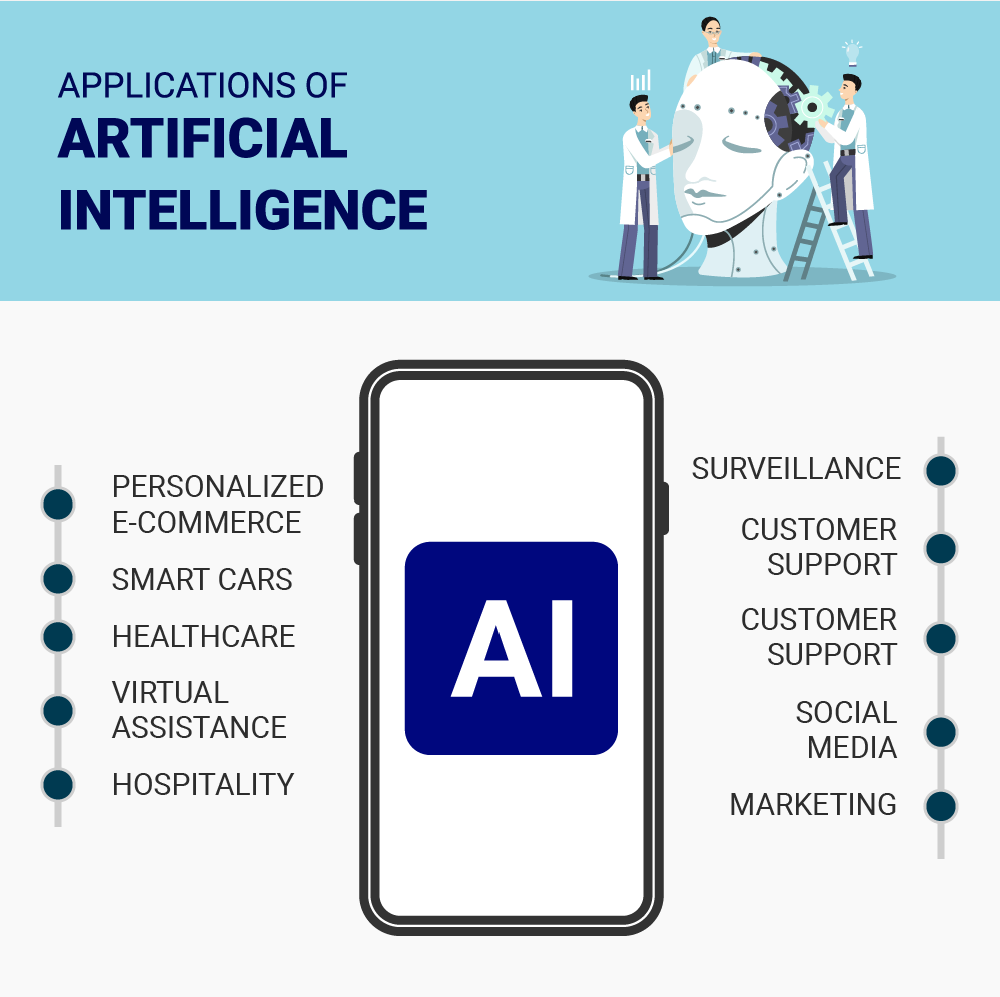 APPLICATIONS OF
ARTIFICIAL
INTELLIGENCE
PERSONALIZED
E-COMMERCE
SMART CARS
HEALTHCARE
VIRTUAL
ASSISTANCE
HOSPITALITY
AI
SURVEILLANCE
CUSTOMER
SUPPORT
CUSTOMER
SUPPORT
SOCIAL
MEDIA
MARKETING